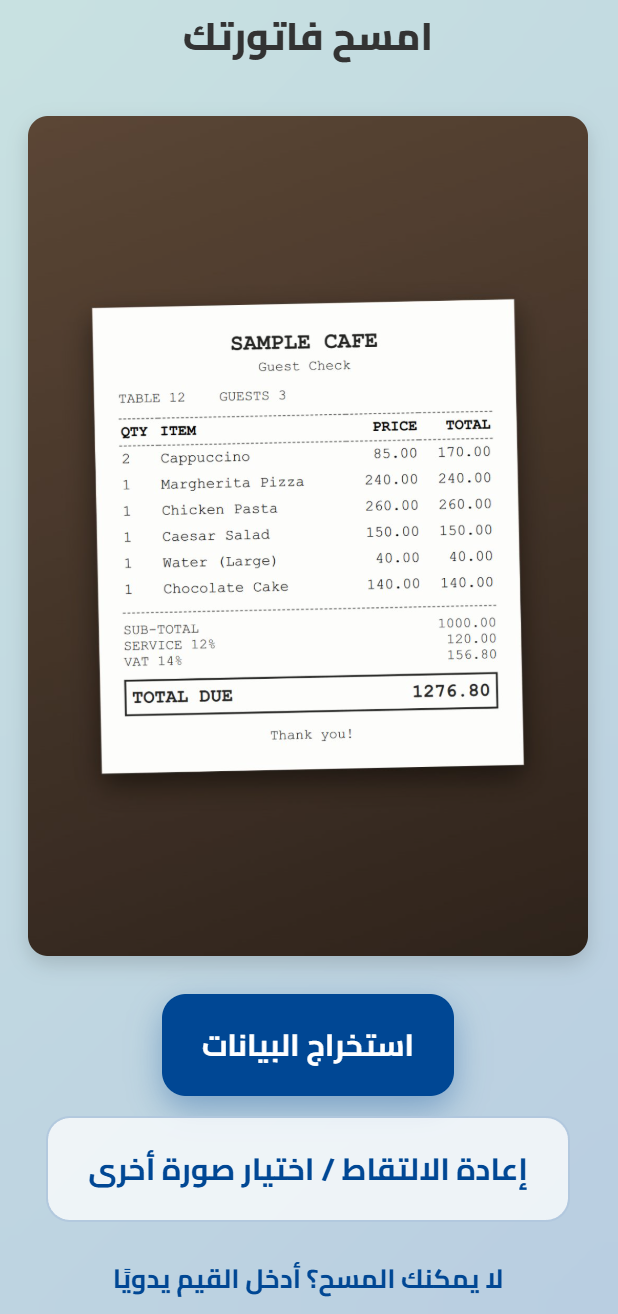 امسح فاتورتك
SAMPLE CAFE
Guest Check
TABLE 12 GUESTS 3
QTY ITEM PRICE TOTAL
2 Cappuccino 85.00 170.00
1 Margherita Pizza 240.00 240.00
1 Chicken Pasta 260.00 260.00
1 Caesar Salad 150.00 150.00
1 Water (Large) 40.00 40.00
1 Chocolate Cake 140.00 140.00
SUB-TOTAL 1000.00
SERVICE 12% 120.00
VAT 14% 156.80
TOTAL DUE 1276.80
Thank you!
استخراج البيانات
إعادة الالتقاط / اختيار صورة أخرى
لا يمكنك المسح؟ أدخل القيم يدويًا